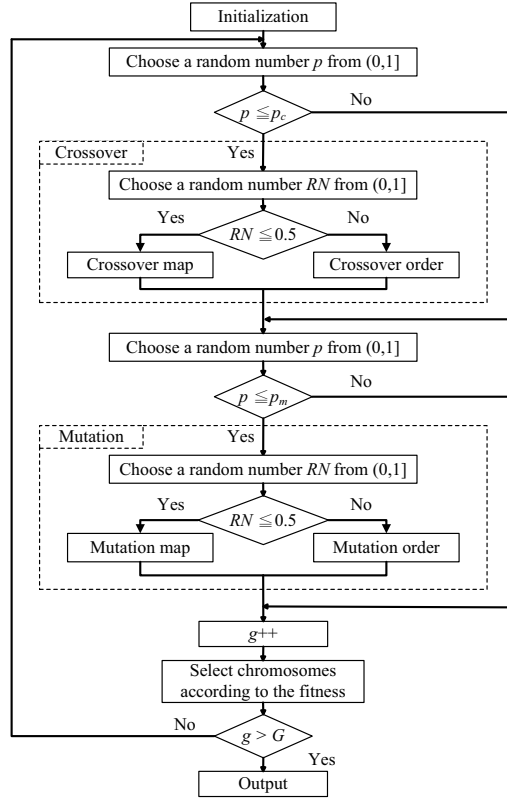 Initialization
Choose a random number p from (0,1]
p ≦ p_c
No
Yes
Crossover
Choose a random number RN from (0,1]
Yes
RN ≦ 0.5
No
Crossover map
Crossover order
Choose a random number p from (0,1]
p ≦ p_m
No
Yes
Mutation
Choose a random number RN from (0,1]
Yes
RN ≦ 0.5
No
Mutation map
Mutation order
g++
Select chromosomes
according to the fitness
No
g > G
Yes
Output